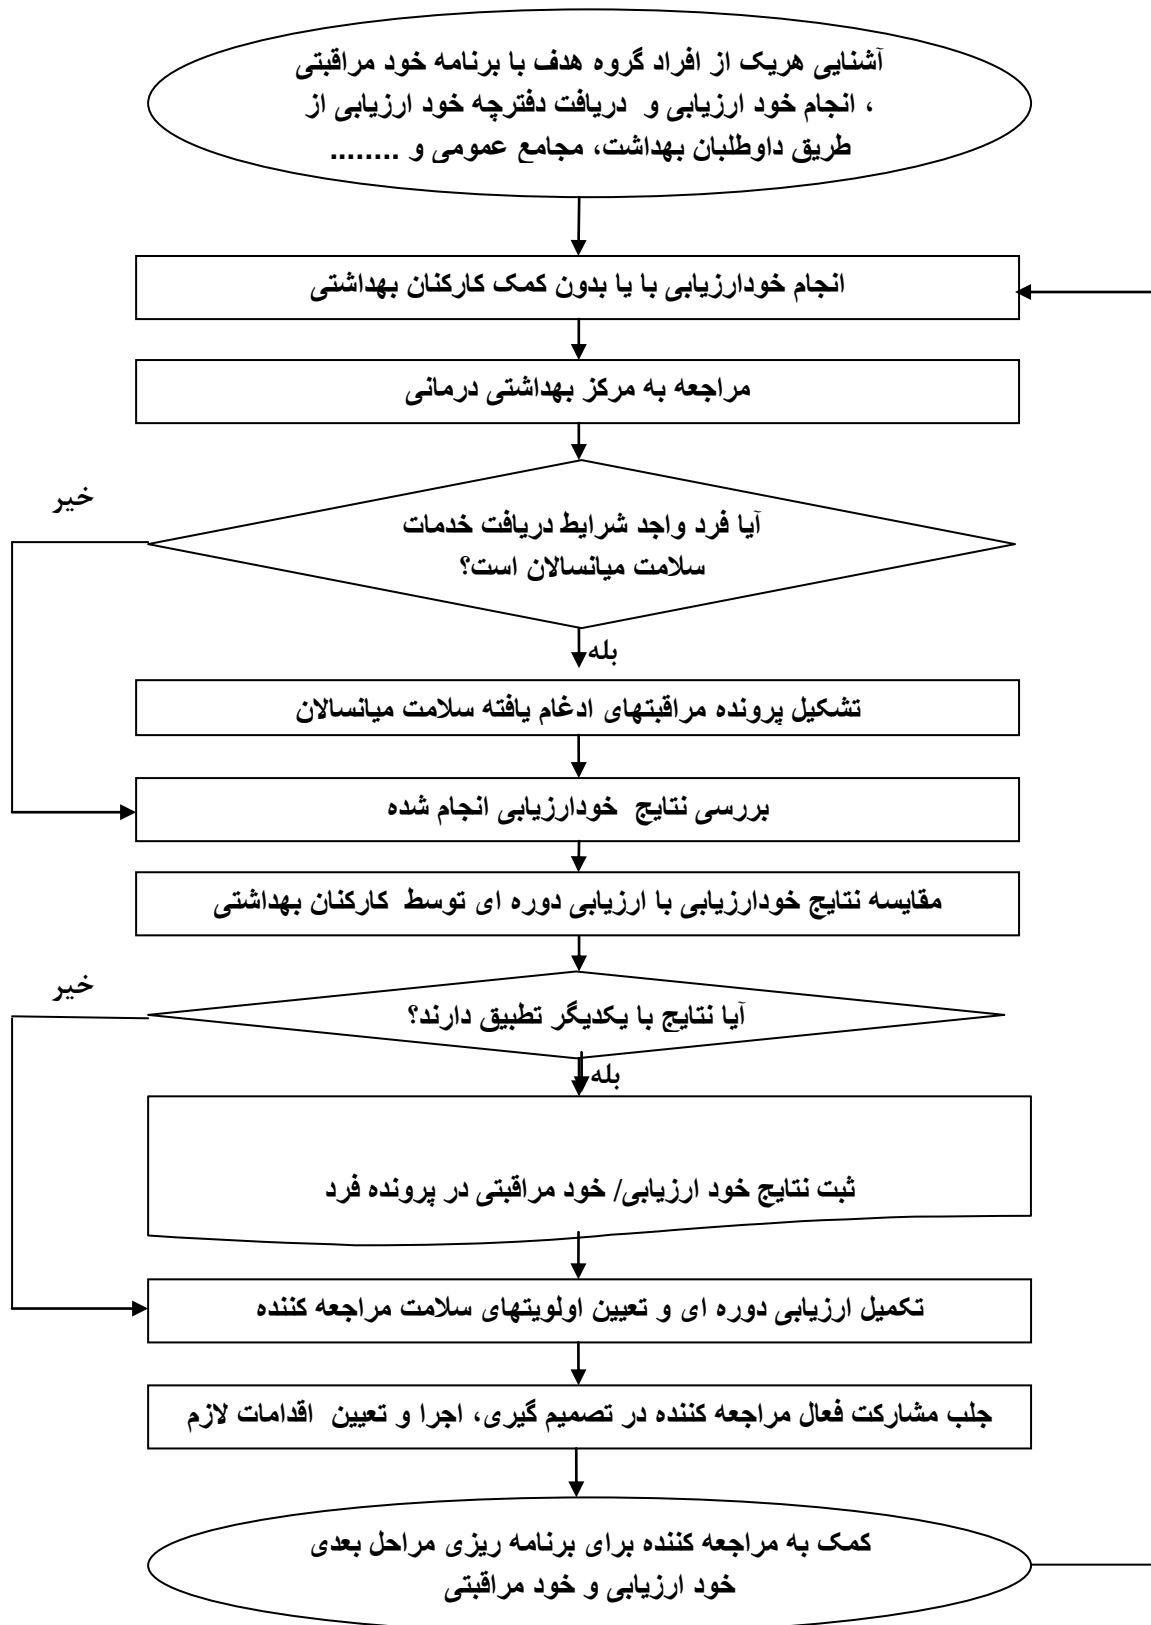 آشنایی هریک از افراد گروه هدف با برنامه خود مراقبتی
، انجام خود ارزیابی و دریافت دفترچه خود ارزیابی از
طریق داوطلبان بهداشت، مجامع عمومی و ........
انجام خودارزیابی با یا بدون کمک کارکنان بهداشتی
مراجعه به مرکز بهداشتی درمانی
خیر
آیا فرد واجد شرایط دریافت خدمات
سلامت میانسالان است؟
بله
تشکیل پرونده مراقبتهای ادغام یافته سلامت میانسالان
بررسی نتایج خودارزیابی انجام شده
مقایسه نتایج خودارزیابی با ارزیابی دوره ای توسط کارکنان بهداشتی
خیر
آیا نتایج با یکدیگر تطبیق دارند؟
بله
ثبت نتایج خود ارزیابی/ خود مراقبتی در پرونده فرد
تکمیل ارزیابی دوره ای و تعیین اولویتهای سلامت مراجعه کننده
جلب مشارکت فعال مراجعه کننده در تصمیم گیری، اجرا و تعیین اقدامات لازم
کمک به مراجعه کننده برای برنامه ریزی مراحل بعدی
خود ارزیابی و خود مراقبتی